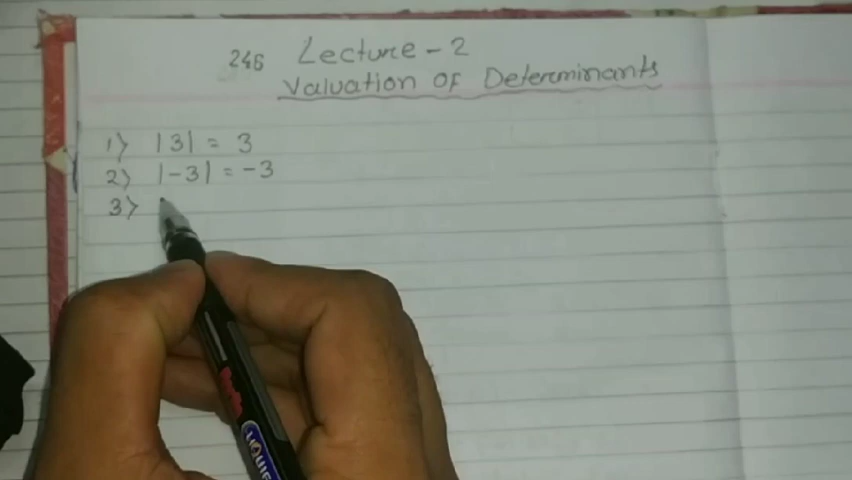 246 Lecture - 2
Valuation of Determinants
1) |3| = 3
2) |-3| = -3
3)